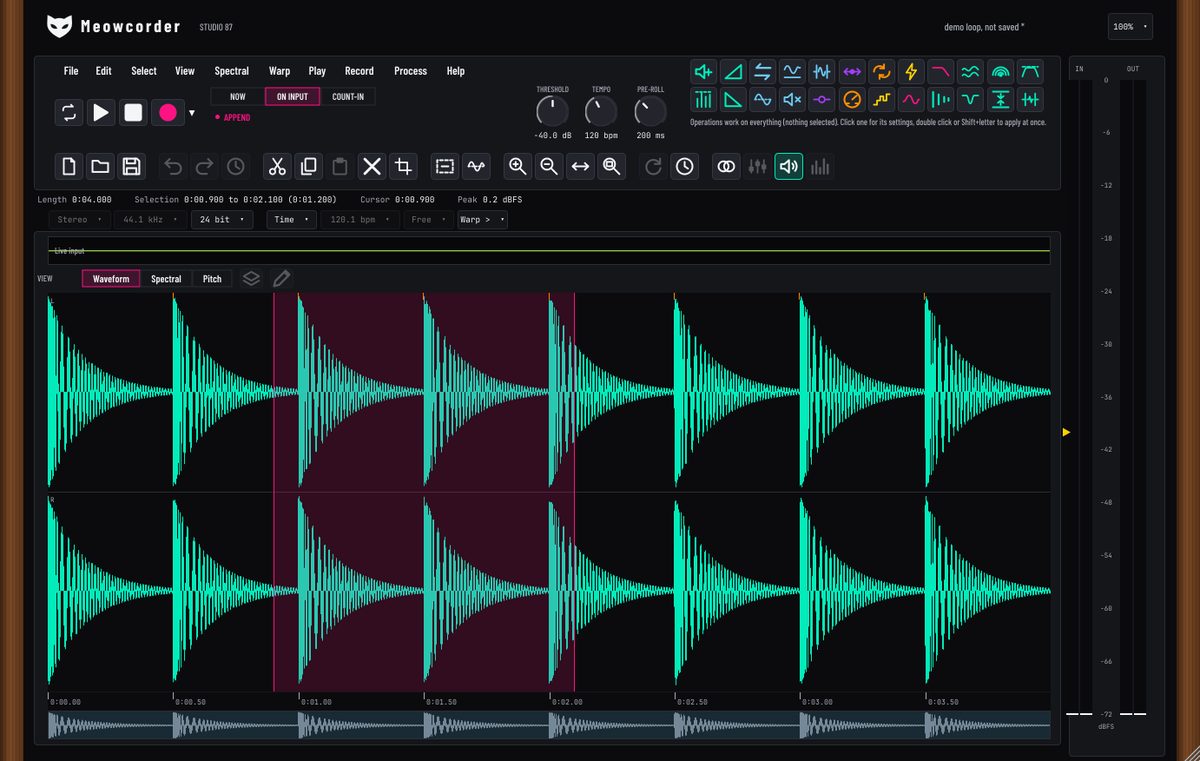 Meowcorder STUDIO 87 demo loop, not saved * 100%
File Edit Select View Spectral Warp Play Record Process Help
NOW ON INPUT COUNT-IN
APPEND
THRESHOLD TEMPO PRE-ROLL
-40.0 dB 120 bpm 200 ms
Operations work on everything (nothing selected). Click one for its settings, double click or Shift+letter to apply at once.
Length 0:04.000 Selection 0:00.900 to 0:02.100 (0:01.200) Cursor 0:00.900 Peak 0.2 dBFS
Stereo 44.1 kHz 24 bit Time 120.1 bpm Free Warp >
Live input
VIEW Waveform Spectral Pitch
R
0:00.00 0:00.50 0:01.00 0:01.50 0:02.00 0:02.50 0:03.00 0:03.50
IN OUT
0
-6
-12
-18
-24
-30
-36
-42
-48
-54
-60
-66
-72
dBFS